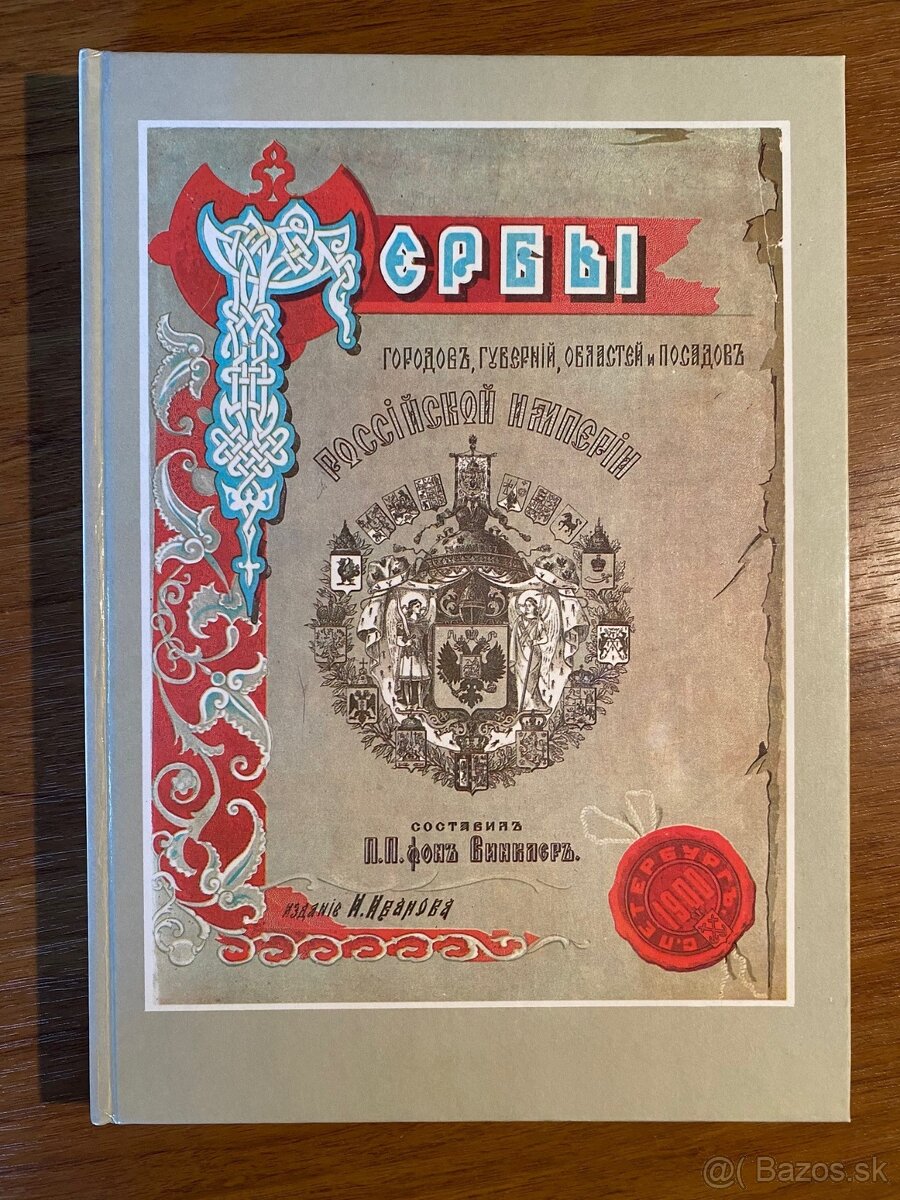 Гербы
городовъ, губерній, областей и посадовъ
Россійской Имперіи
составилъ
П.П. фонъ Винклеръ.
изданіе И.Иванова
С.ПЕТЕРБУРГЪ
1900
@( Bazos.sk